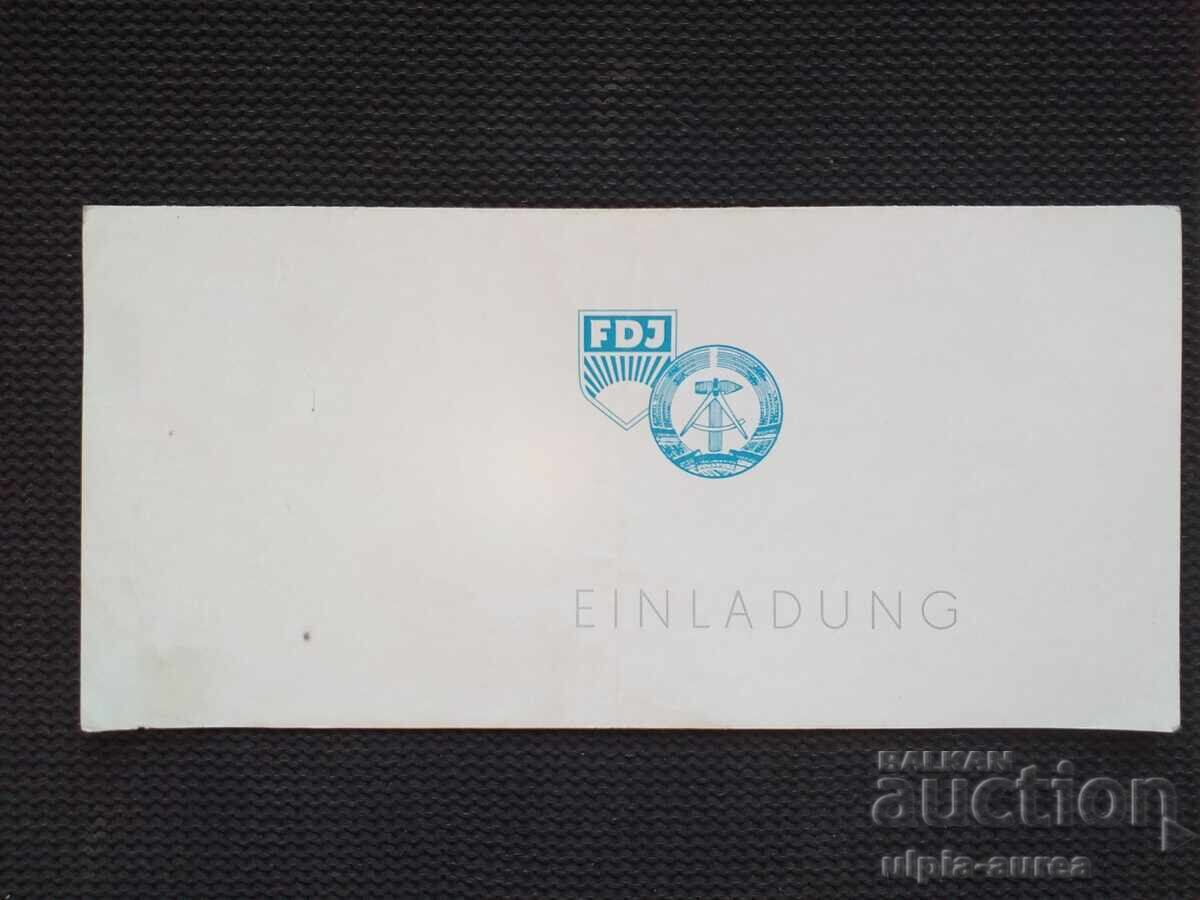 FDJ
EINLADUNG
BALKAN
auction
ulpia-aurea